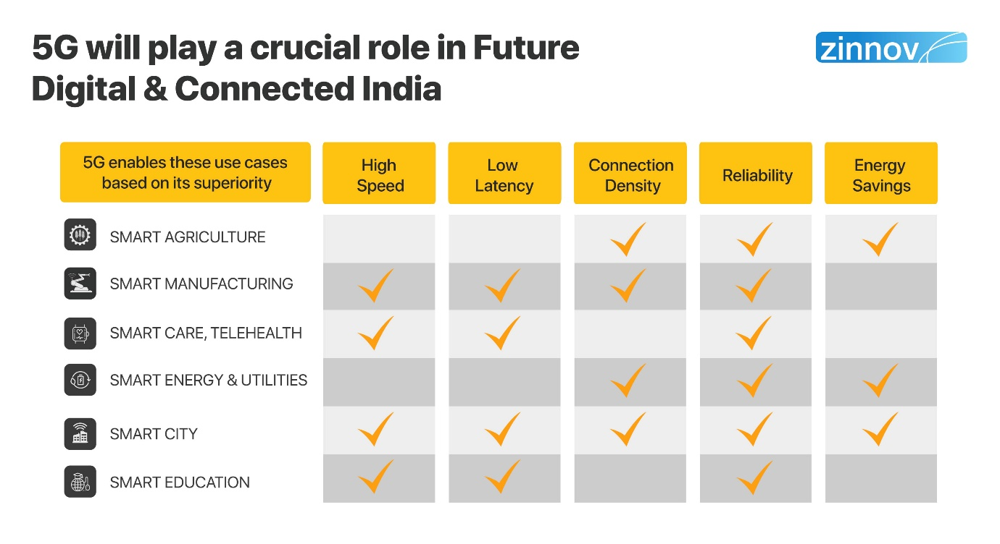 5G will play a crucial role in Future
Digital & Connected India
zinnov
5G enables these use cases
based on its superiority
High
Speed
Low
Latency
Connection
Density
Reliability
Energy
Savings
SMART AGRICULTURE
SMART MANUFACTURING
SMART CARE, TELEHEALTH
SMART ENERGY & UTILITIES
SMART CITY
SMART EDUCATION